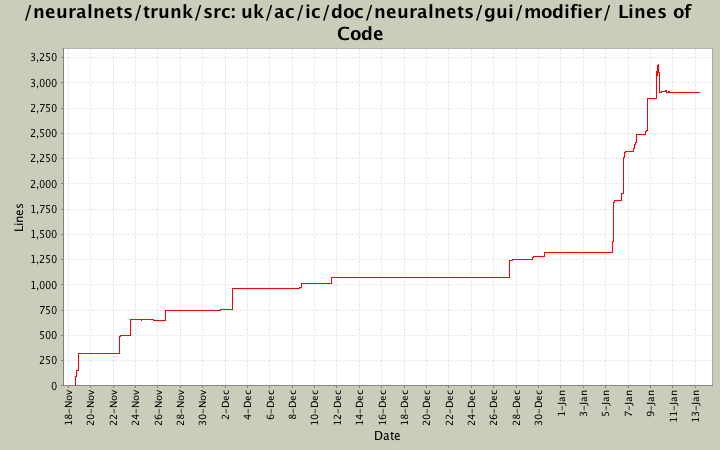 /neuralnets/trunk/src: uk/ac/ic/doc/neuralnets/gui/modifier/ Lines of
Code
3,250
3,000
2,750
2,500
2,250
2,000
1,750
1,500
1,250
1,000
750
500
250
0
Lines
18-Nov
20-Nov
22-Nov
24-Nov
26-Nov
28-Nov
30-Nov
2-Dec
4-Dec
6-Dec
8-Dec
10-Dec
12-Dec
14-Dec
16-Dec
18-Dec
20-Dec
22-Dec
24-Dec
26-Dec
28-Dec
30-Dec
1-Jan
3-Jan
5-Jan
7-Jan
9-Jan
11-Jan
13-Jan
Date